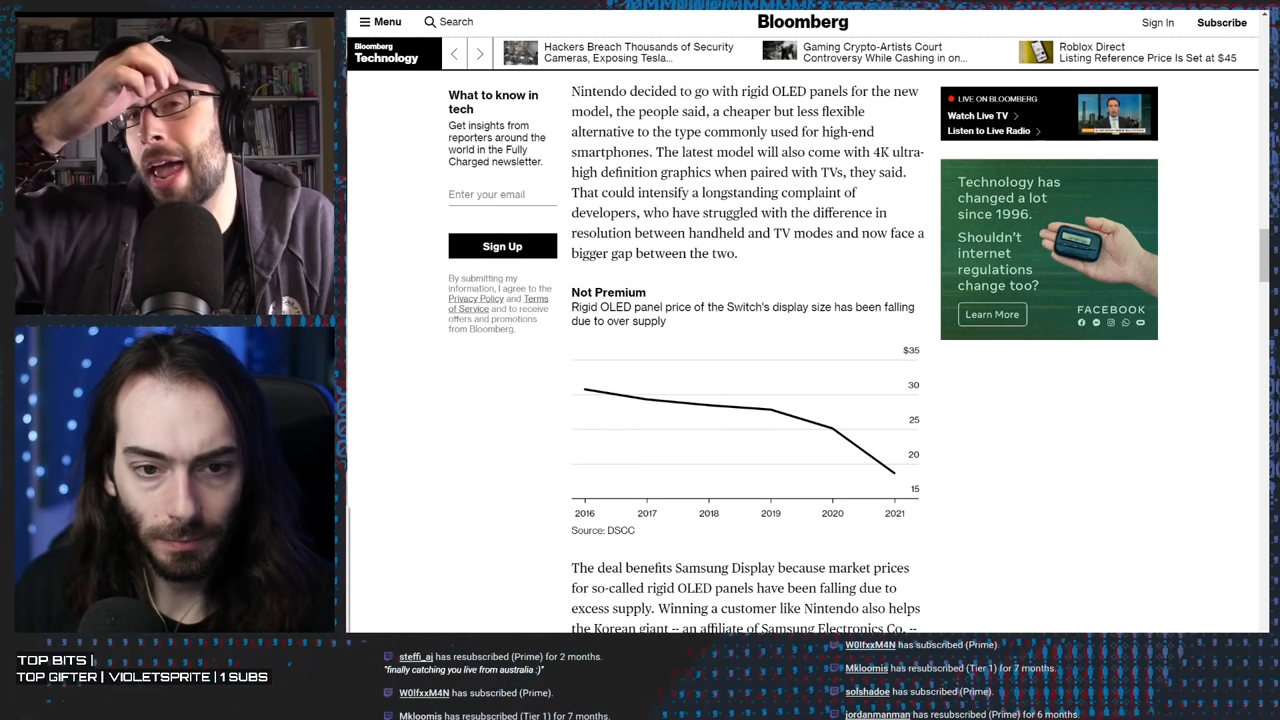 Menu
Search
Bloomberg
Sign In
Subscribe
Bloomberg
Technology
Hackers Breach Thousands of Security
Cameras, Exposing Tesla...
Gaming Crypto-Artists Court
Controversy While Cashing in on...
Roblox Direct
Listing Reference Price Is Set at $45
What to know in
tech
Get insights from
reporters around the
world in the Fully
Charged newsletter.
Enter your email
Sign Up
By submitting my
information, I agree to the
Privacy Policy and Terms
of Service and to receive
offers and promotions
from Bloomberg.
Nintendo decided to go with rigid OLED panels for the new
model, the people said, a cheaper but less flexible
alternative to the type commonly used for high-end
smartphones. The latest model will also come with 4K ultra-
high definition graphics when paired with TVs, they said.
That could intensify a longstanding complaint of
developers, who have struggled with the difference in
resolution between handheld and TV modes and now face a
bigger gap between the two.
Not Premium
Rigid OLED panel price of the Switch's display size has been falling
due to over supply
$35
30
25
20
15
2016 2017 2018 2019 2020 2021
Source: DSCC
The deal benefits Samsung Display because market prices
for so-called rigid OLED panels have been falling due to
excess supply. Winning a customer like Nintendo also helps
the Korean giant -- an affiliate of Samsung Electronics Co. --
LIVE ON BLOOMBERG
Watch Live TV
Listen to Live Radio
Technology has
changed a lot
since 1996.
Shouldn't
internet
regulations
change too?
Learn More
FACEBOOK
TOP BITS |
TOP GIFTER | VIOLETSPRITE | 1 SUBS
steffi_aj has resubscribed (Prime) for 2 months.
"finally catching you live from australia :)"
W0lfxxM4N has subscribed (Prime).
Mkloomis has resubscribed (Tier 1) for 7 months.
W0lfxxM4N has subscribed (Prime).
Mkloomis has resubscribed (Tier 1) for 7 months.
solshadoe has subscribed (Prime).
jordanmanman has resubscribed (Prime) for 6 months.